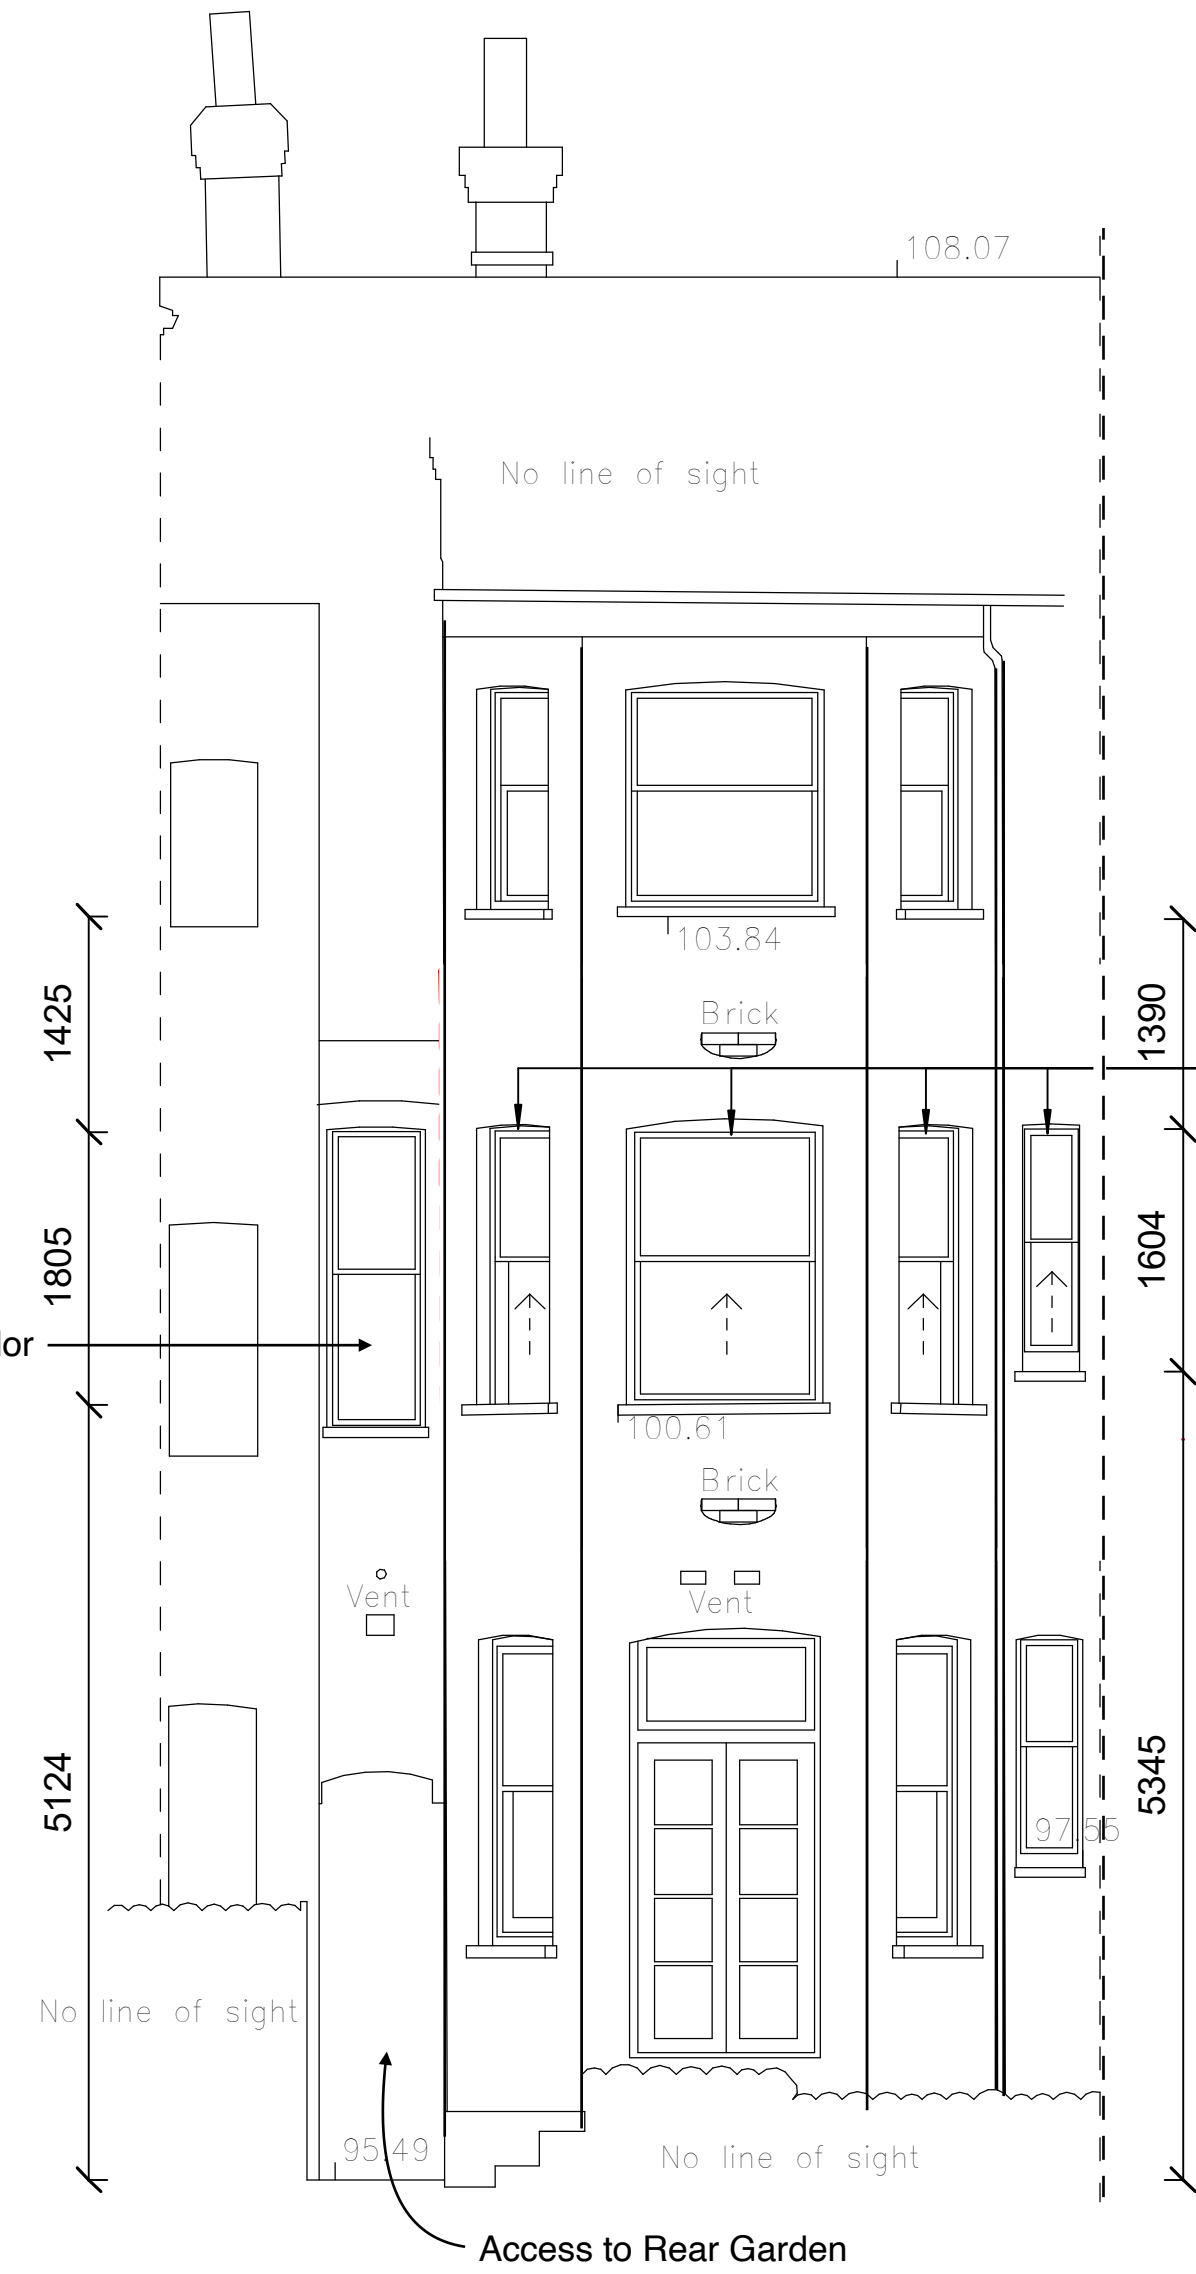 108.07
No line of sight
103.84
1425
1390
Brick
1805
1604
lor
100.61
Brick
Vent
Vent
5124
5345
97.55
No line of sight
95.49
No line of sight
Access to Rear Garden